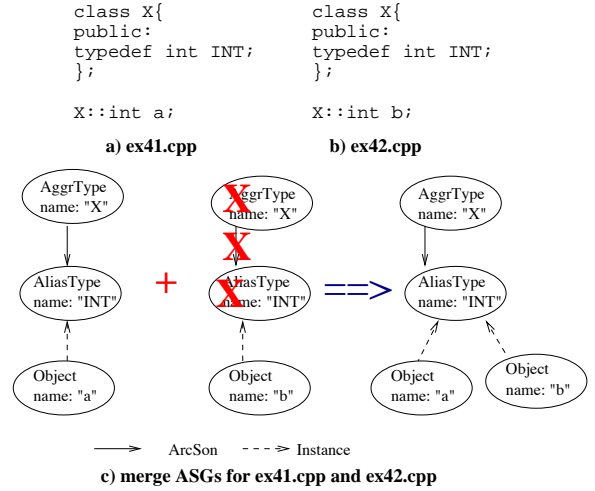 class X{
public:
typedef int INT;
};
X::int a;
a) ex41.cpp
class X{
public:
typedef int INT;
};
X::int b;
b) ex42.cpp
AggrType
name: "X"
AliasType
name: "INT"
Object
name: "a"
+
X
AggrType
name: "X"
X
X
AliasType
name: "INT"
Object
name: "b"
==>
AggrType
name: "X"
AliasType
name: "INT"
Object
name: "a"
Object
name: "b"
ArcSon
Instance
c) merge ASGs for ex41.cpp and ex42.cpp